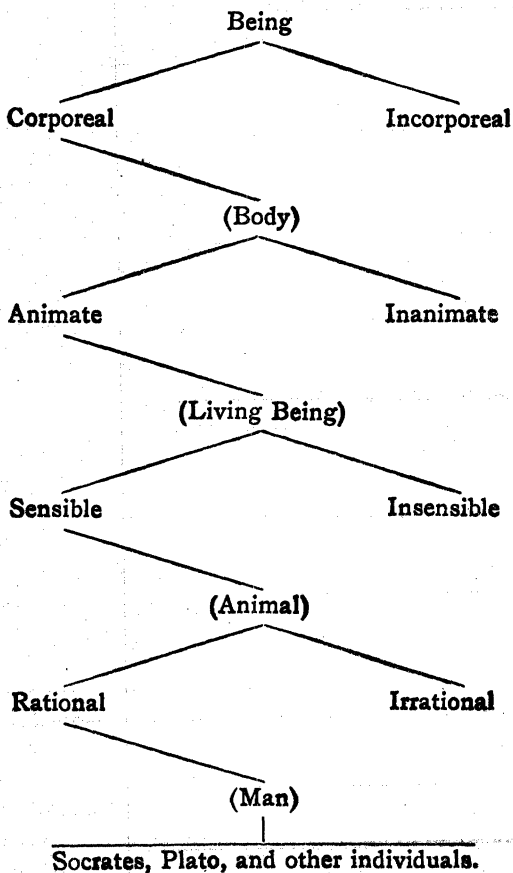 Being
Corporeal Incorporeal
(Body)
Animate Inanimate
(Living Being)
Sensible Insensible
(Animal)
Rational Irrational
(Man)
Socrates, Plato, and other individuals.